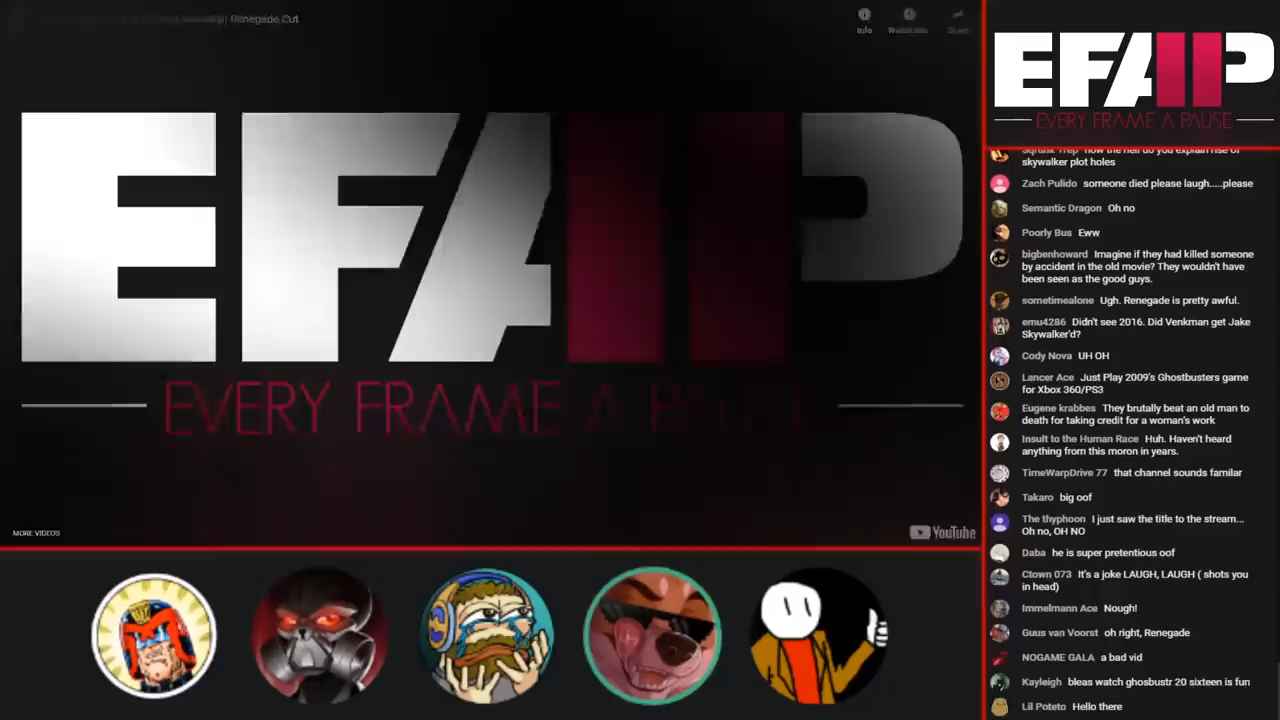 Renegade Cut
Info
EFAP
EVERY FRAME A PAUSE
MORE VIDEOS
YouTube
EFAP
EVERY FRAME A PAUSE
how the hell do you explain rise of
skywalker plot holes
Zach Pulido someone died please laugh.....please
Semantic Dragon Oh no
Poorly Bus Eww
bigbenhoward Imagine if they had killed someone
by accident in the old movie? They wouldn't have
been seen as the good guys.
sometimealone Ugh. Renegade is pretty awful.
emu4286 Didn't see 2016. Did Venkman get Jake
Skywalker'd?
Cody Nova UH OH
Lancer Ace Just Play 2009's Ghostbusters game
for Xbox 360/PS3
Eugene krabbes They brutally beat an old man to
death for taking credit for a woman's work
Insult to the Human Race Huh. Haven't heard
anything from this moron in years.
TimeWarpDrive 77 that channel sounds familar
Takaro big oof
The thyphoon I just saw the title to the stream...
Oh no, OH NO
Daba he is super pretentious oof
Ctown 073 It's a joke LAUGH, LAUGH ( shots you
in head)
Immelmann Ace Nough!
Guus van Voorst oh right, Renegade
NOGAME GALA a bad vid
Kayleigh bleas watch ghosbustr 20 sixteen is fun
Lil Poteto Hello there